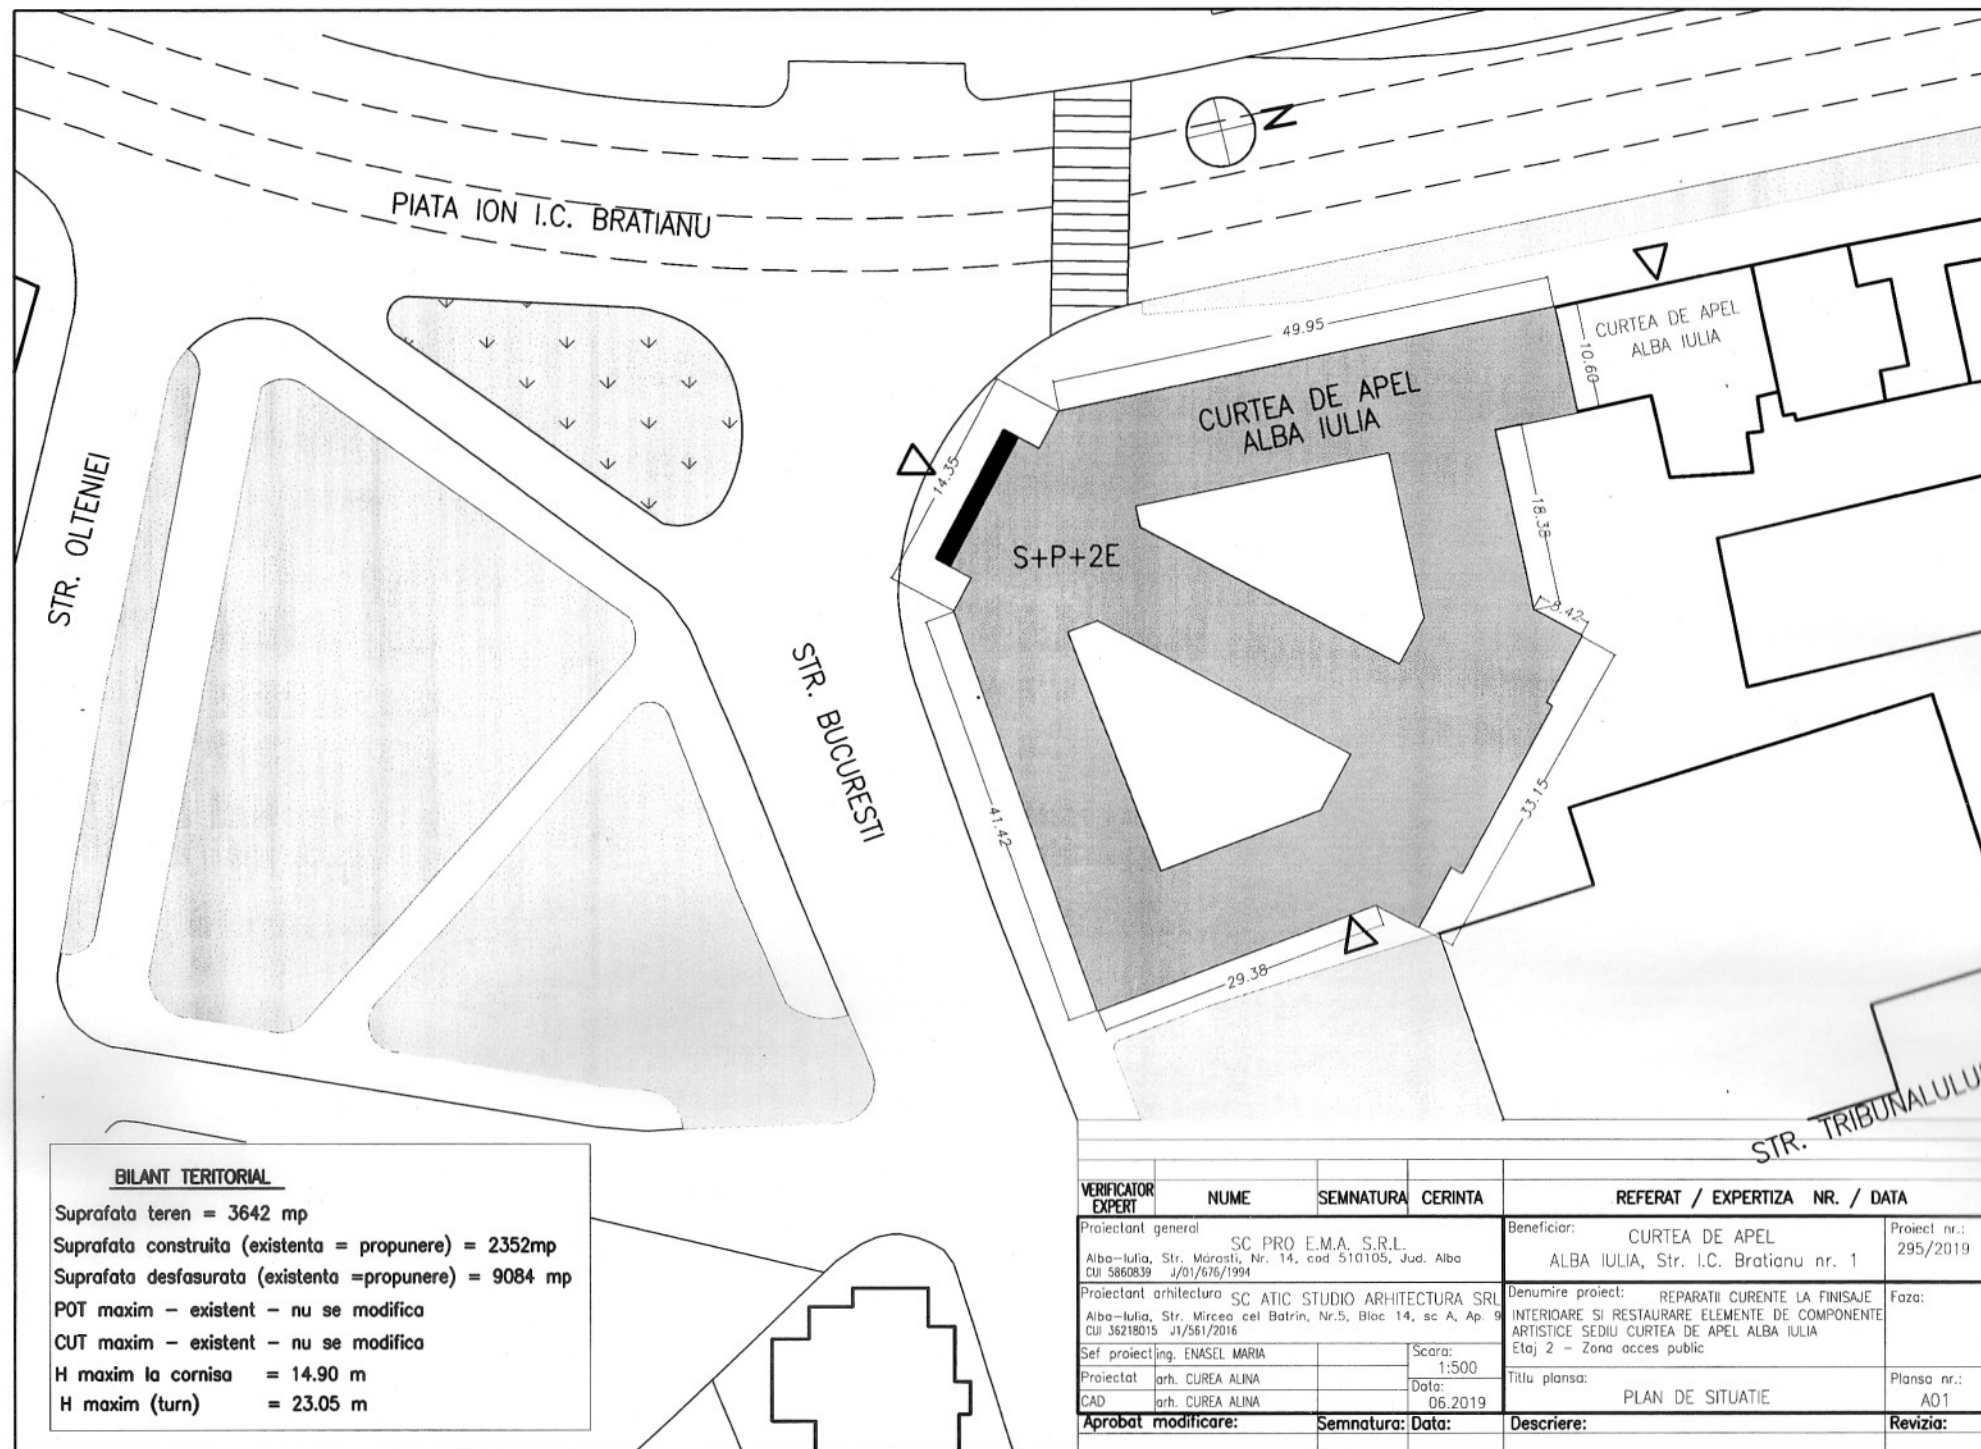 N
PIATA ION I.C. BRATIANU
49.95
CURTEA DE APEL
ALBA IULIA
10.60
CURTEA DE APEL
ALBA IULIA
14.35
18.38
STR. OLTENIEI
S+P+2E
8.42
STR. BUCURESTI
41.42
33.15
29.38
STR. TRIBUNALULUI
BILANT TERITORIAL
Suprafata teren = 3642 mp
Suprafata construita (existenta = propunere) = 2352mp
Suprafata desfasurata (existenta =propunere) = 9084 mp
POT maxim – existent – nu se modifica
CUT maxim – existent – nu se modifica
H maxim la cornisa = 14.90 m
H maxim (turn) = 23.05 m
VERIFICATOR EXPERT NUME SEMNATURA CERINTA REFERAT / EXPERTIZA NR. / DATA
Proiectant general
SC PRO E.M.A. S.R.L.
Alba–Iulia, Str. Mărasti, Nr. 14, cod 510105, Jud. Alba
CUI 5860839 J/01/676/1994
Beneficiar: CURTEA DE APEL
ALBA IULIA, Str. I.C. Bratianu nr. 1
Proiect nr.:
295/2019
Proiectant arhitectura SC ATIC STUDIO ARHITECTURA SRL
Alba–Iulia, Str. Mircea cel Batrin, Nr.5, Bloc 14, sc A, Ap. 9
CUI 36218015 J1/561/2016
Denumire proiect: REPARATII CURENTE LA FINISAJE
INTERIOARE SI RESTAURARE ELEMENTE DE COMPONENTE
ARTISTICE SEDIU CURTEA DE APEL ALBA IULIA
Etaj 2 – Zona acces public
Faza:
Sef proiect ing. ENASEL MARIA
Proiectat arh. CUREA ALINA
CAD arh. CUREA ALINA
Scara:
1:500
Data:
06.2019
Titlu plansa:
PLAN DE SITUATIE
Plansa nr.:
A01
Aprobat modificare: Semnatura: Data: Descriere: Revizia: